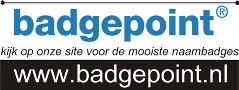 badgepoint®
kijk op onze site voor de mooiste naambadges
www.badgepoint.nl